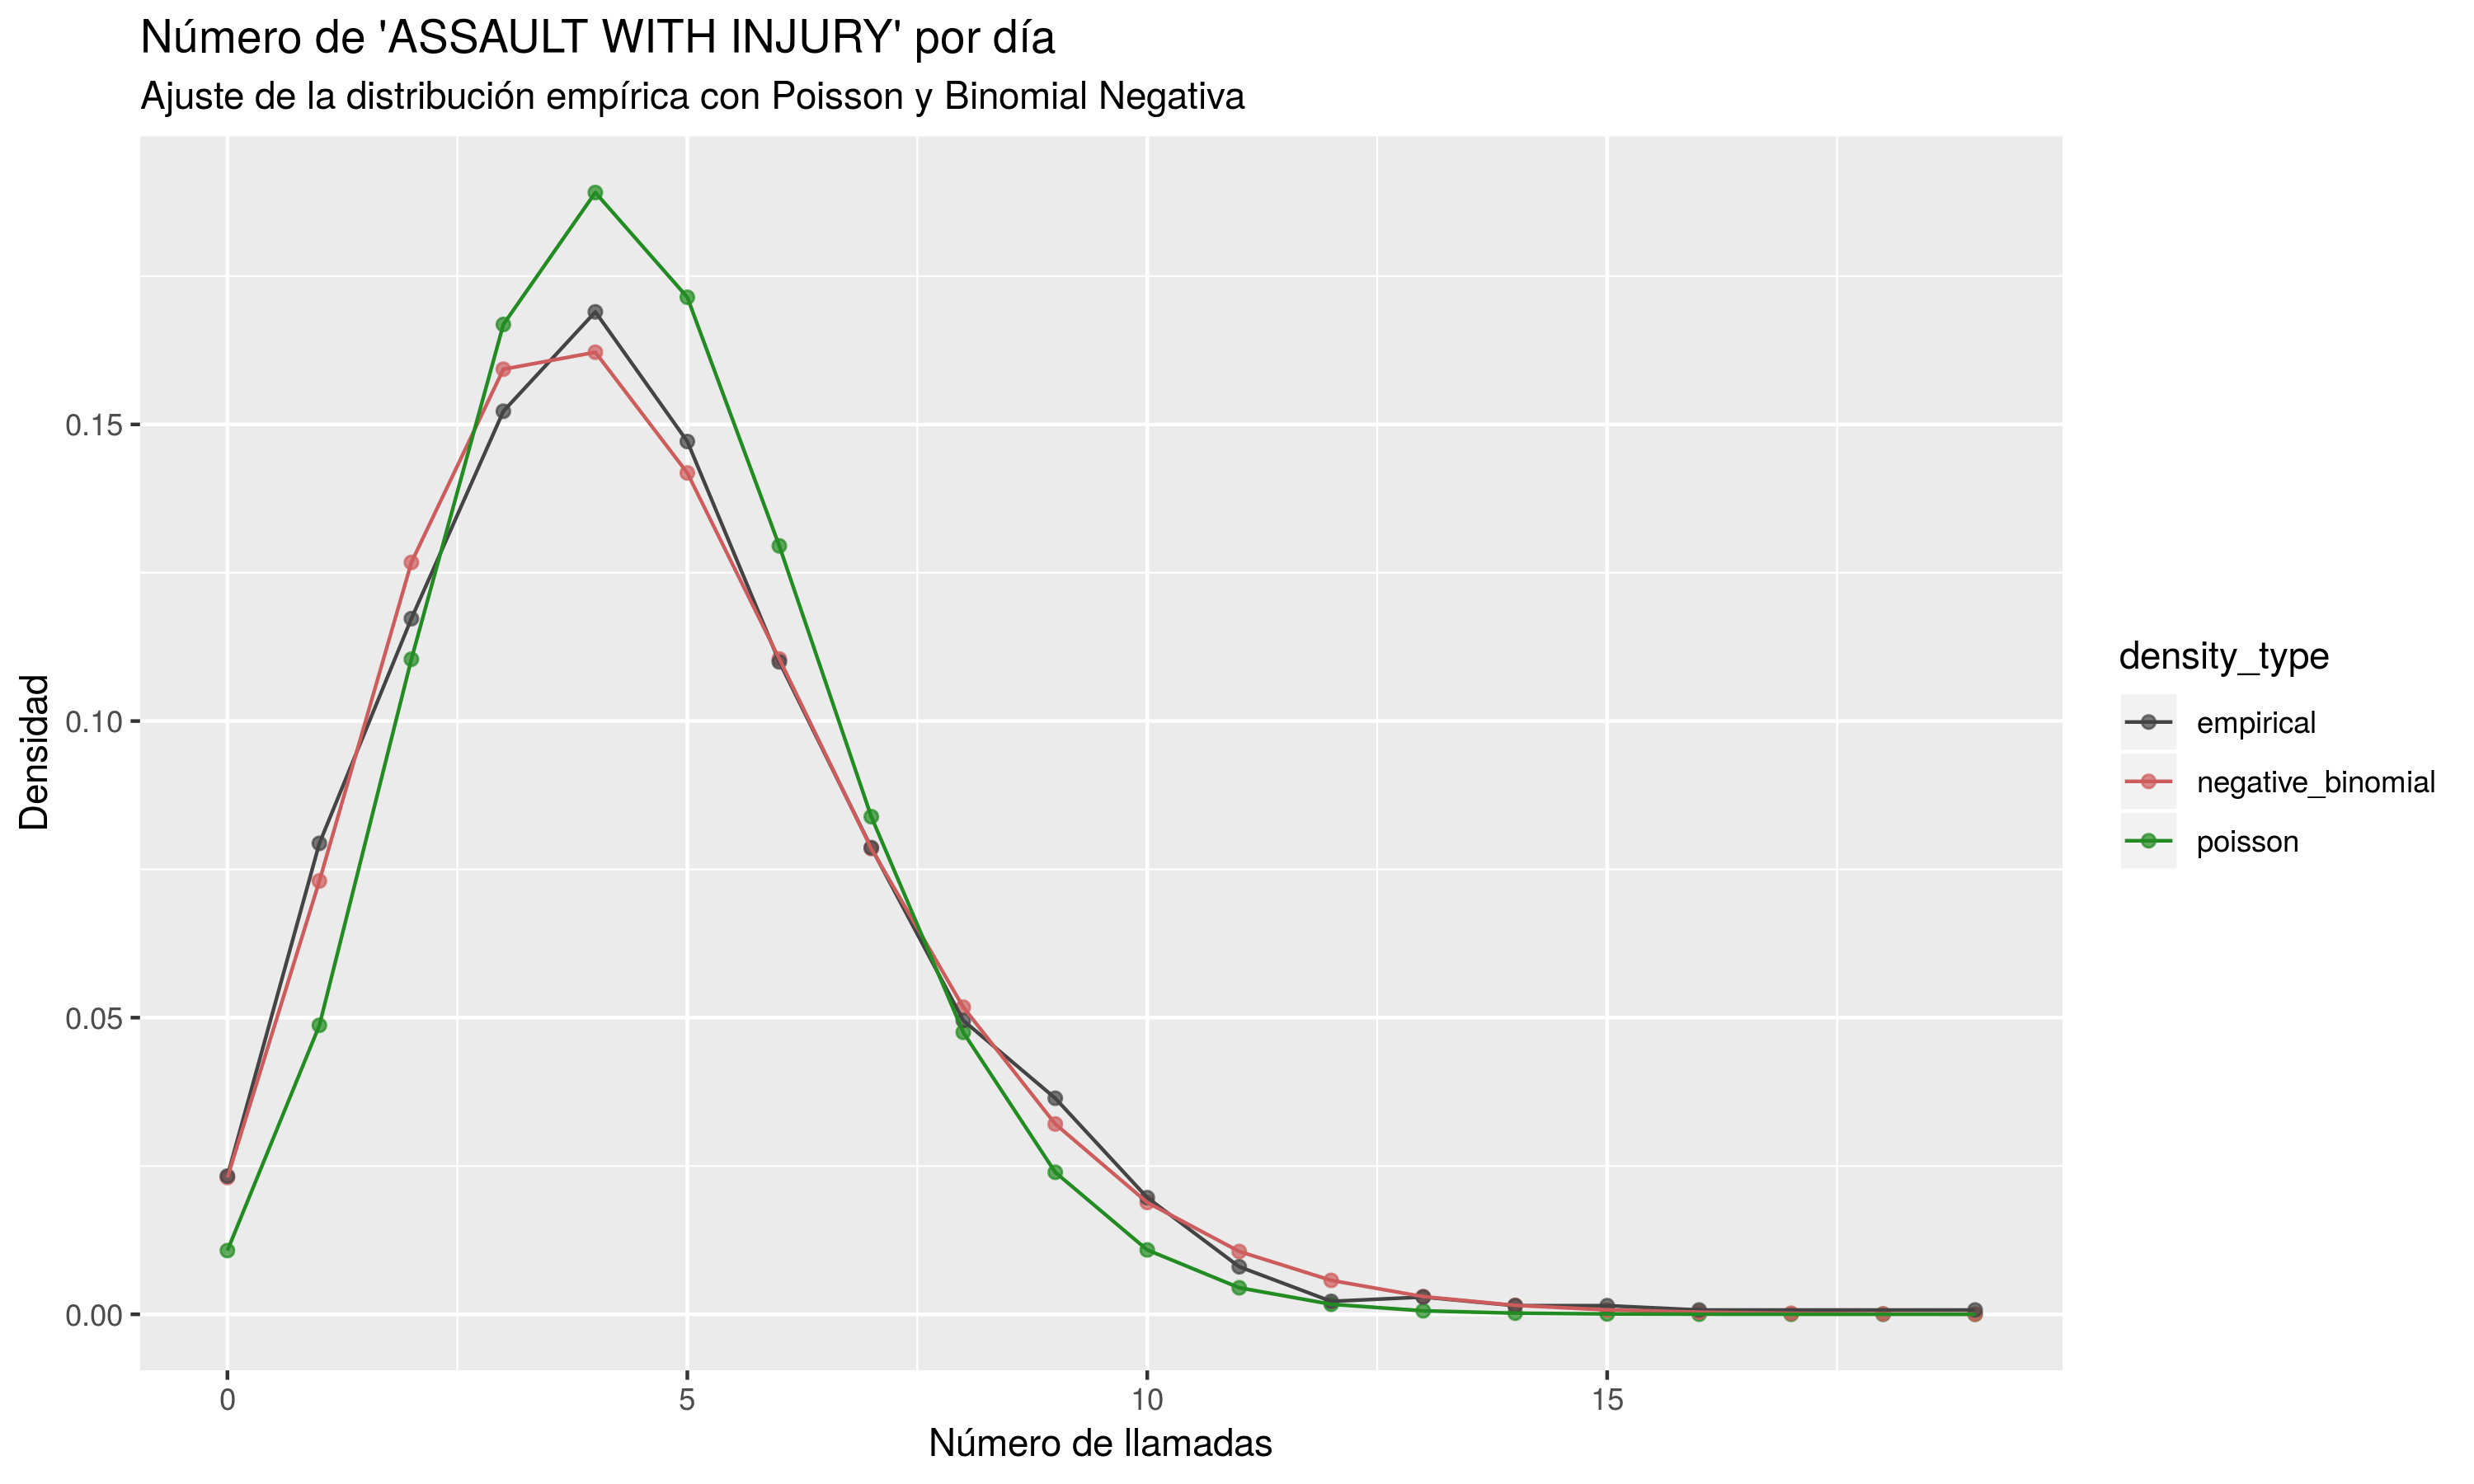 Número de 'ASSAULT WITH INJURY' por día
Ajuste de la distribución empírica con Poisson y Binomial Negativa
Densidad
0.15
0.10
0.05
0.00
0
5
10
15
Número de llamadas
density_type
empirical
negative_binomial
poisson